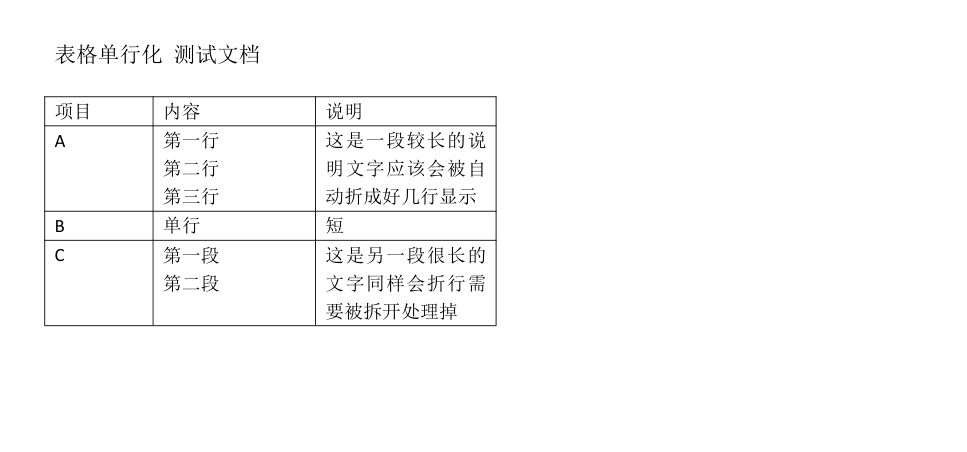 表格单行化 测试文档
项目 内容 说明
A 第一行 这是一段较长的说
第二行 明文字应该会被自
第三行 动折成好几行显示
B 单行 短
C 第一段 这是另一段很长的
第二段 文字同样会折行需
要被拆开处理掉